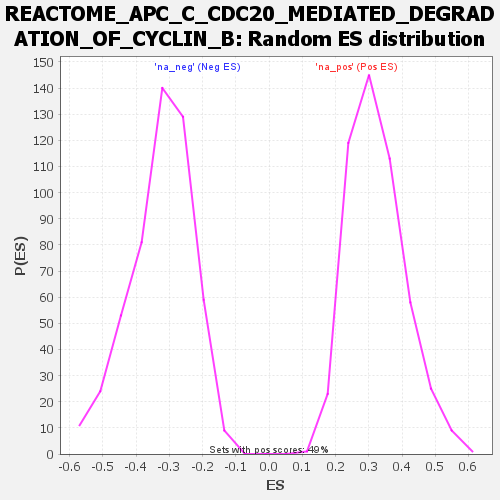 REACTOME_APC_C_CDC20_MEDIATED_DEGRAD
ATION_OF_CYCLIN_B: Random ES distribution
'na_neg' (Neg ES) 'na_pos' (Pos ES)
150
140
130
120
110
100
90
80
70
60
50
40
30
20
10
0
P(ES)
Sets with pos scores: 49%
-0.6 -0.5 -0.4 -0.3 -0.2 -0.1 0.0 0.1 0.2 0.3 0.4 0.5 0.6
ES